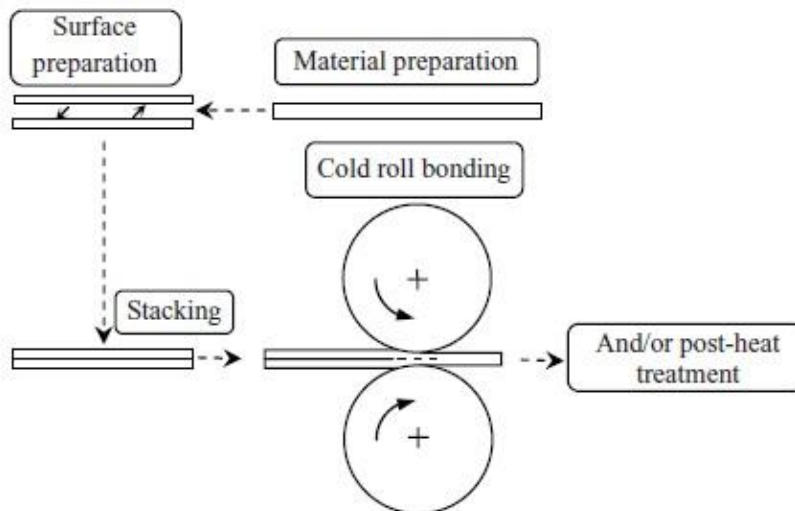 Surface
preparation
Material preparation
Cold roll bonding
Stacking
And/or post-heat
treatment